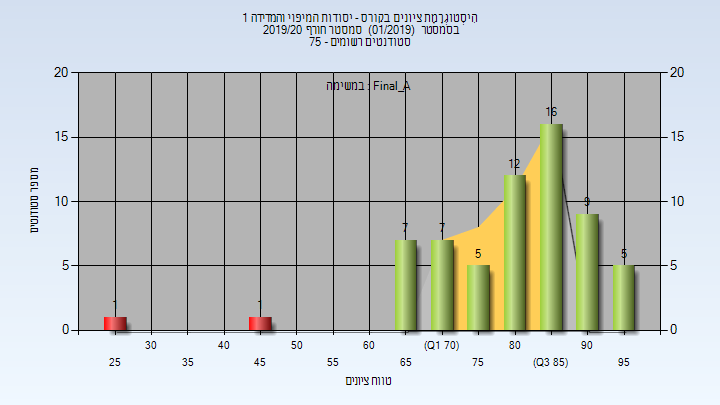 היסטוגרמת ציונים בקורס - יסודות המיפוי והמדידה 1
בסמסטר (01/2019) סמסטר חורף 2019/20
סטודנטים רשומים - 75
במשימה : Final_A
מספר סטודנטים
20 20
15 15
10 10
5 5
0 0
1 1 7 7 5 12 16 9 5
30 40 50 60 (Q1 70) 80 90
25 35 45 55 65 75 (Q3 85) 95
טווח ציונים